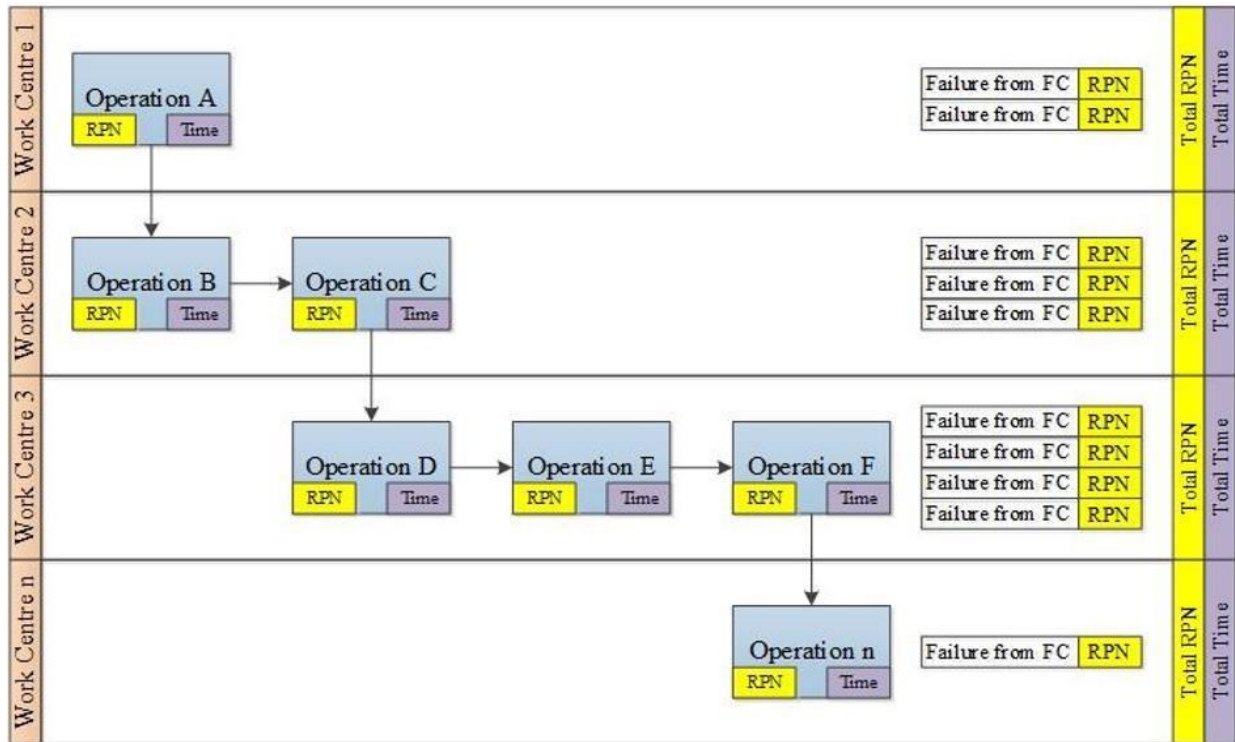 Work Centre 1
Operation A
RPN
Time
Failure from FC RPN
Failure from FC RPN
Total RPN
Total Time
Work Centre 2
Operation B
RPN
Time
Operation C
RPN
Time
Failure from FC RPN
Failure from FC RPN
Failure from FC RPN
Total RPN
Total Time
Work Centre 3
Operation D
RPN
Time
Operation E
RPN
Time
Operation F
RPN
Time
Failure from FC RPN
Failure from FC RPN
Failure from FC RPN
Failure from FC RPN
Total RPN
Total Time
Work Centre n
Operation n
RPN
Time
Failure from FC RPN
Total RPN
Total Time